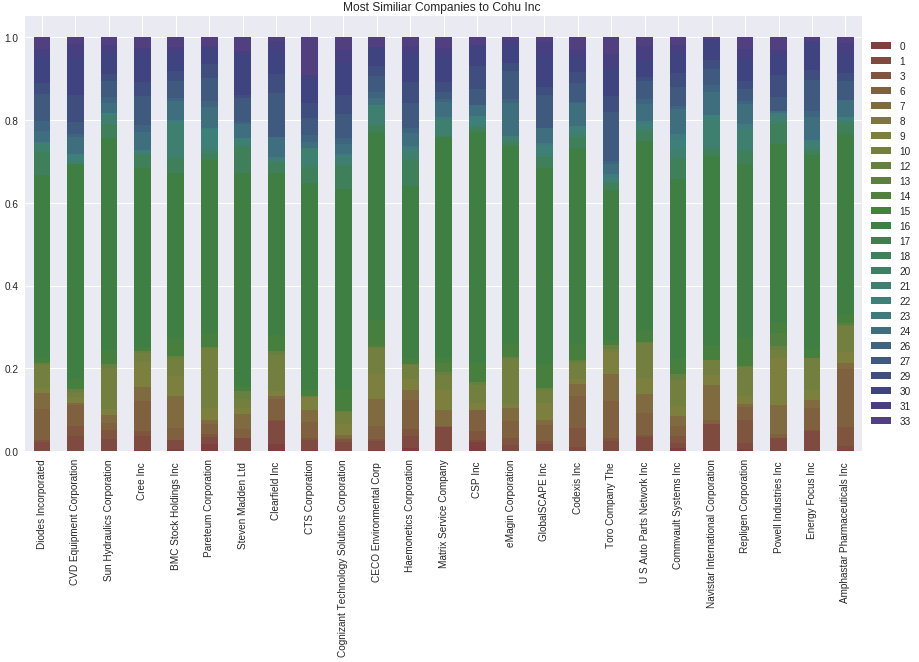 Most Similiar Companies to Cohu Inc
1.0
0.8
0.6
0.4
0.2
0.0
0
1
3
6
7
8
9
10
12
13
14
15
16
17
18
20
21
22
23
24
26
27
29
30
31
33
Diodes Incorporated
CVD Equipment Corporation
Sun Hydraulics Corporation
Cree Inc
BMC Stock Holdings Inc
Pareteum Corporation
Steven Madden Ltd
Clearfield Inc
CTS Corporation
Cognizant Technology Solutions Corporation
CECO Environmental Corp
Haemonetics Corporation
Matrix Service Company
CSP Inc
eMagin Corporation
GlobalSCAPE Inc
Codexis Inc
Toro Company The
U S Auto Parts Network Inc
Commvault Systems Inc
Navistar International Corporation
Repligen Corporation
Powell Industries Inc
Energy Focus Inc
Amphastar Pharmaceuticals Inc